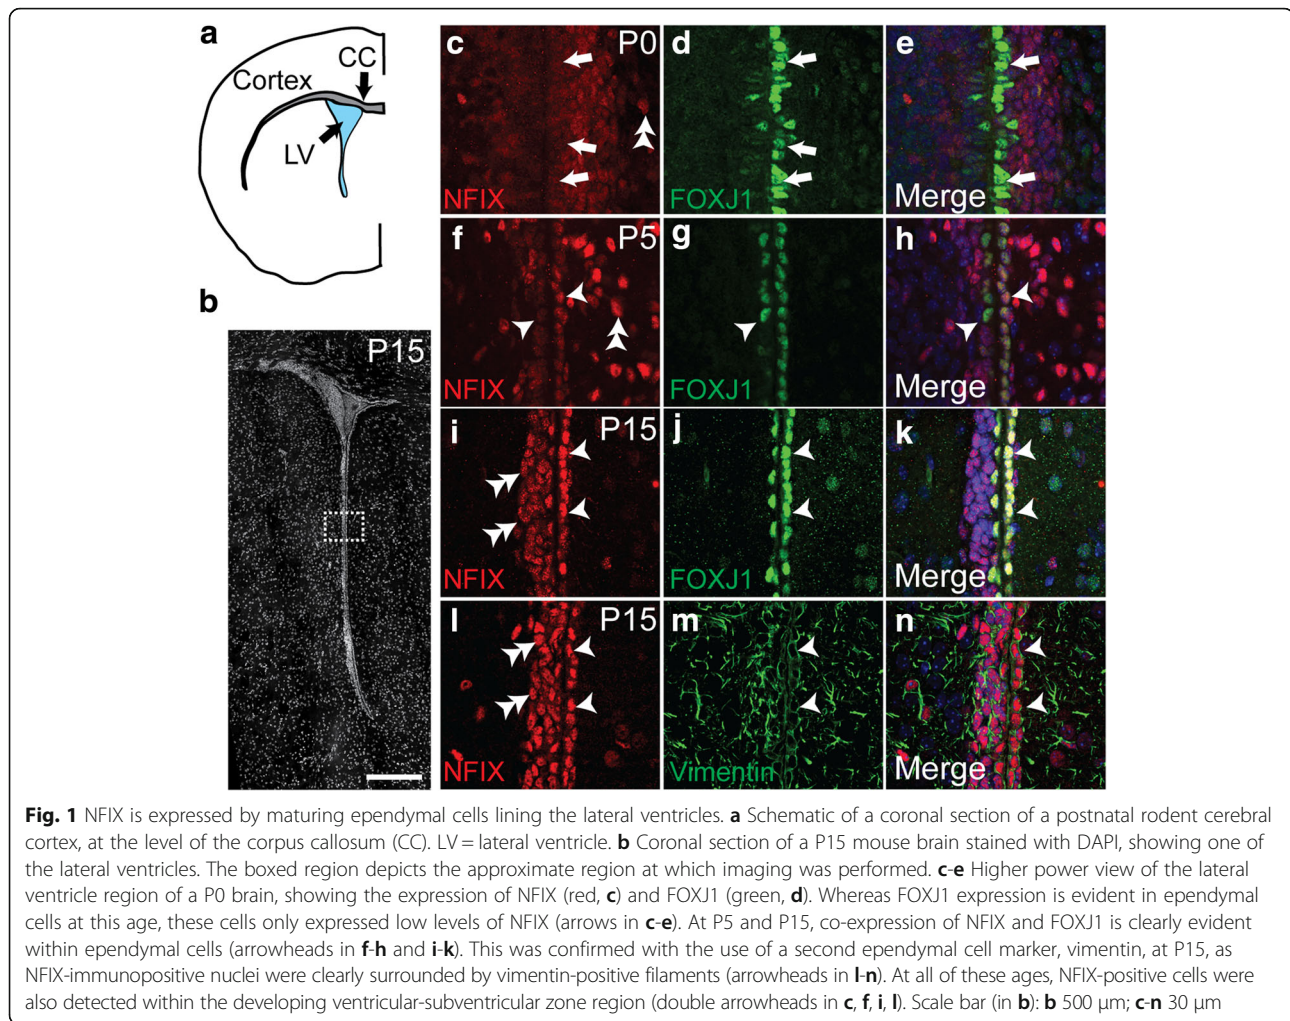 a
CC
Cortex
LV
b
P15
c P0 d e
NFIX FOXJ1 Merge
f P5 g h
NFIX FOXJ1 Merge
i P15 j k
NFIX FOXJ1 Merge
l P15 m n
NFIX Vimentin Merge
Fig. 1 NFIX is expressed by maturing ependymal cells lining the lateral ventricles. a Schematic of a coronal section of a postnatal rodent cerebral
cortex, at the level of the corpus callosum (CC). LV = lateral ventricle. b Coronal section of a P15 mouse brain stained with DAPI, showing one of
the lateral ventricles. The boxed region depicts the approximate region at which imaging was performed. c-e Higher power view of the lateral
ventricle region of a P0 brain, showing the expression of NFIX (red, c) and FOXJ1 (green, d). Whereas FOXJ1 expression is evident in ependymal
cells at this age, these cells only expressed low levels of NFIX (arrows in c-e). At P5 and P15, co-expression of NFIX and FOXJ1 is clearly evident
within ependymal cells (arrowheads in f-h and i-k). This was confirmed with the use of a second ependymal cell marker, vimentin, at P15, as
NFIX-immunopositive nuclei were clearly surrounded by vimentin-positive filaments (arrowheads in l-n). At all of these ages, NFIX-positive cells were
also detected within the developing ventricular-subventricular zone region (double arrowheads in c, f, i, l). Scale bar (in b): b 500 μm; c-n 30 μm